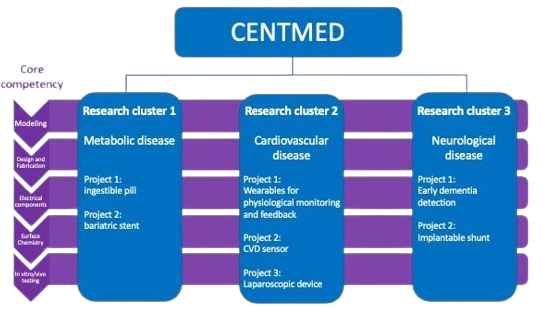 CENTMED
Core
competency
Modeling
Design and
Fabrication
Electrical
components
Surface
Chemistry
In vitro/vivo
testing
Research cluster 1
Metabolic disease
Project 1:
ingestible pill
Project 2:
bariatric stent
Research cluster 2
Cardiovascular
disease
Project 1:
Wearables for
physiological monitoring
and feedback
Project 2:
CVD sensor
Project 3:
Laparoscopic device
Research cluster 3
Neurological
disease
Project 1:
Early dementia
detection
Project 2:
Implantable shunt